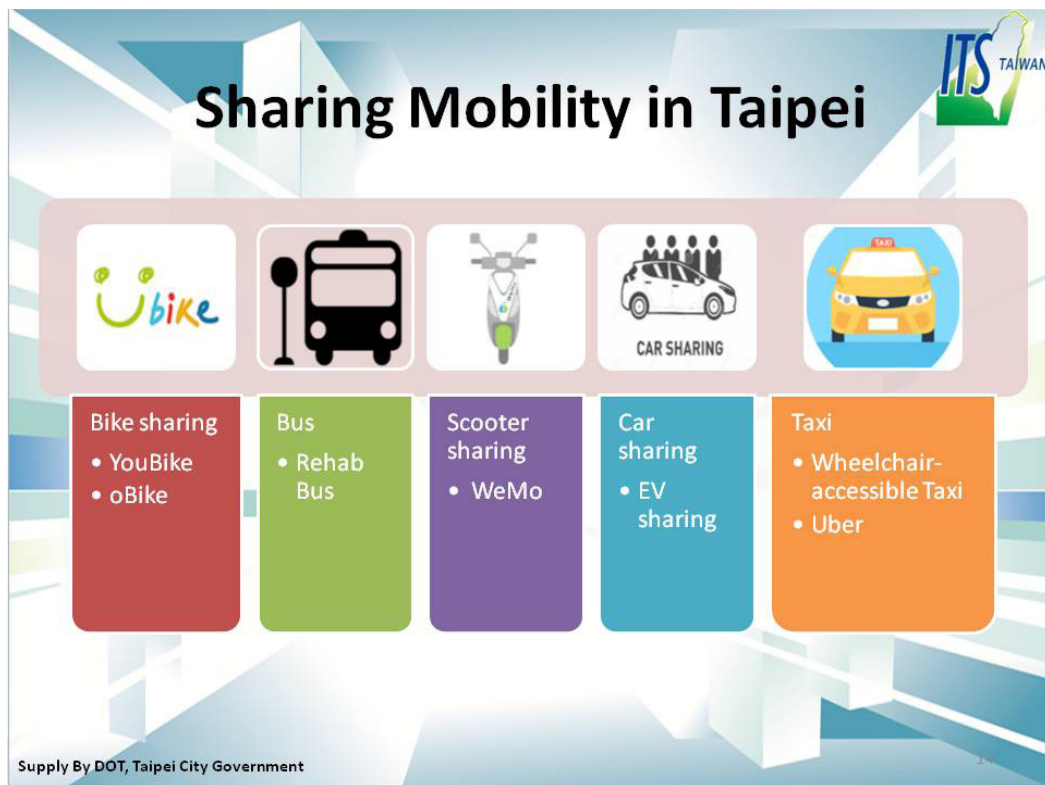 Sharing Mobility in Taipei
ITS TAIWAN
Ubike
TAXI
CAR SHARING
Bike sharing
• YouBike
• oBike
Bus
• Rehab
Bus
Scooter
sharing
• WeMo
Car
sharing
• EV
sharing
Taxi
• Wheelchair-
accessible Taxi
• Uber
Supply By DOT, Taipei City Government